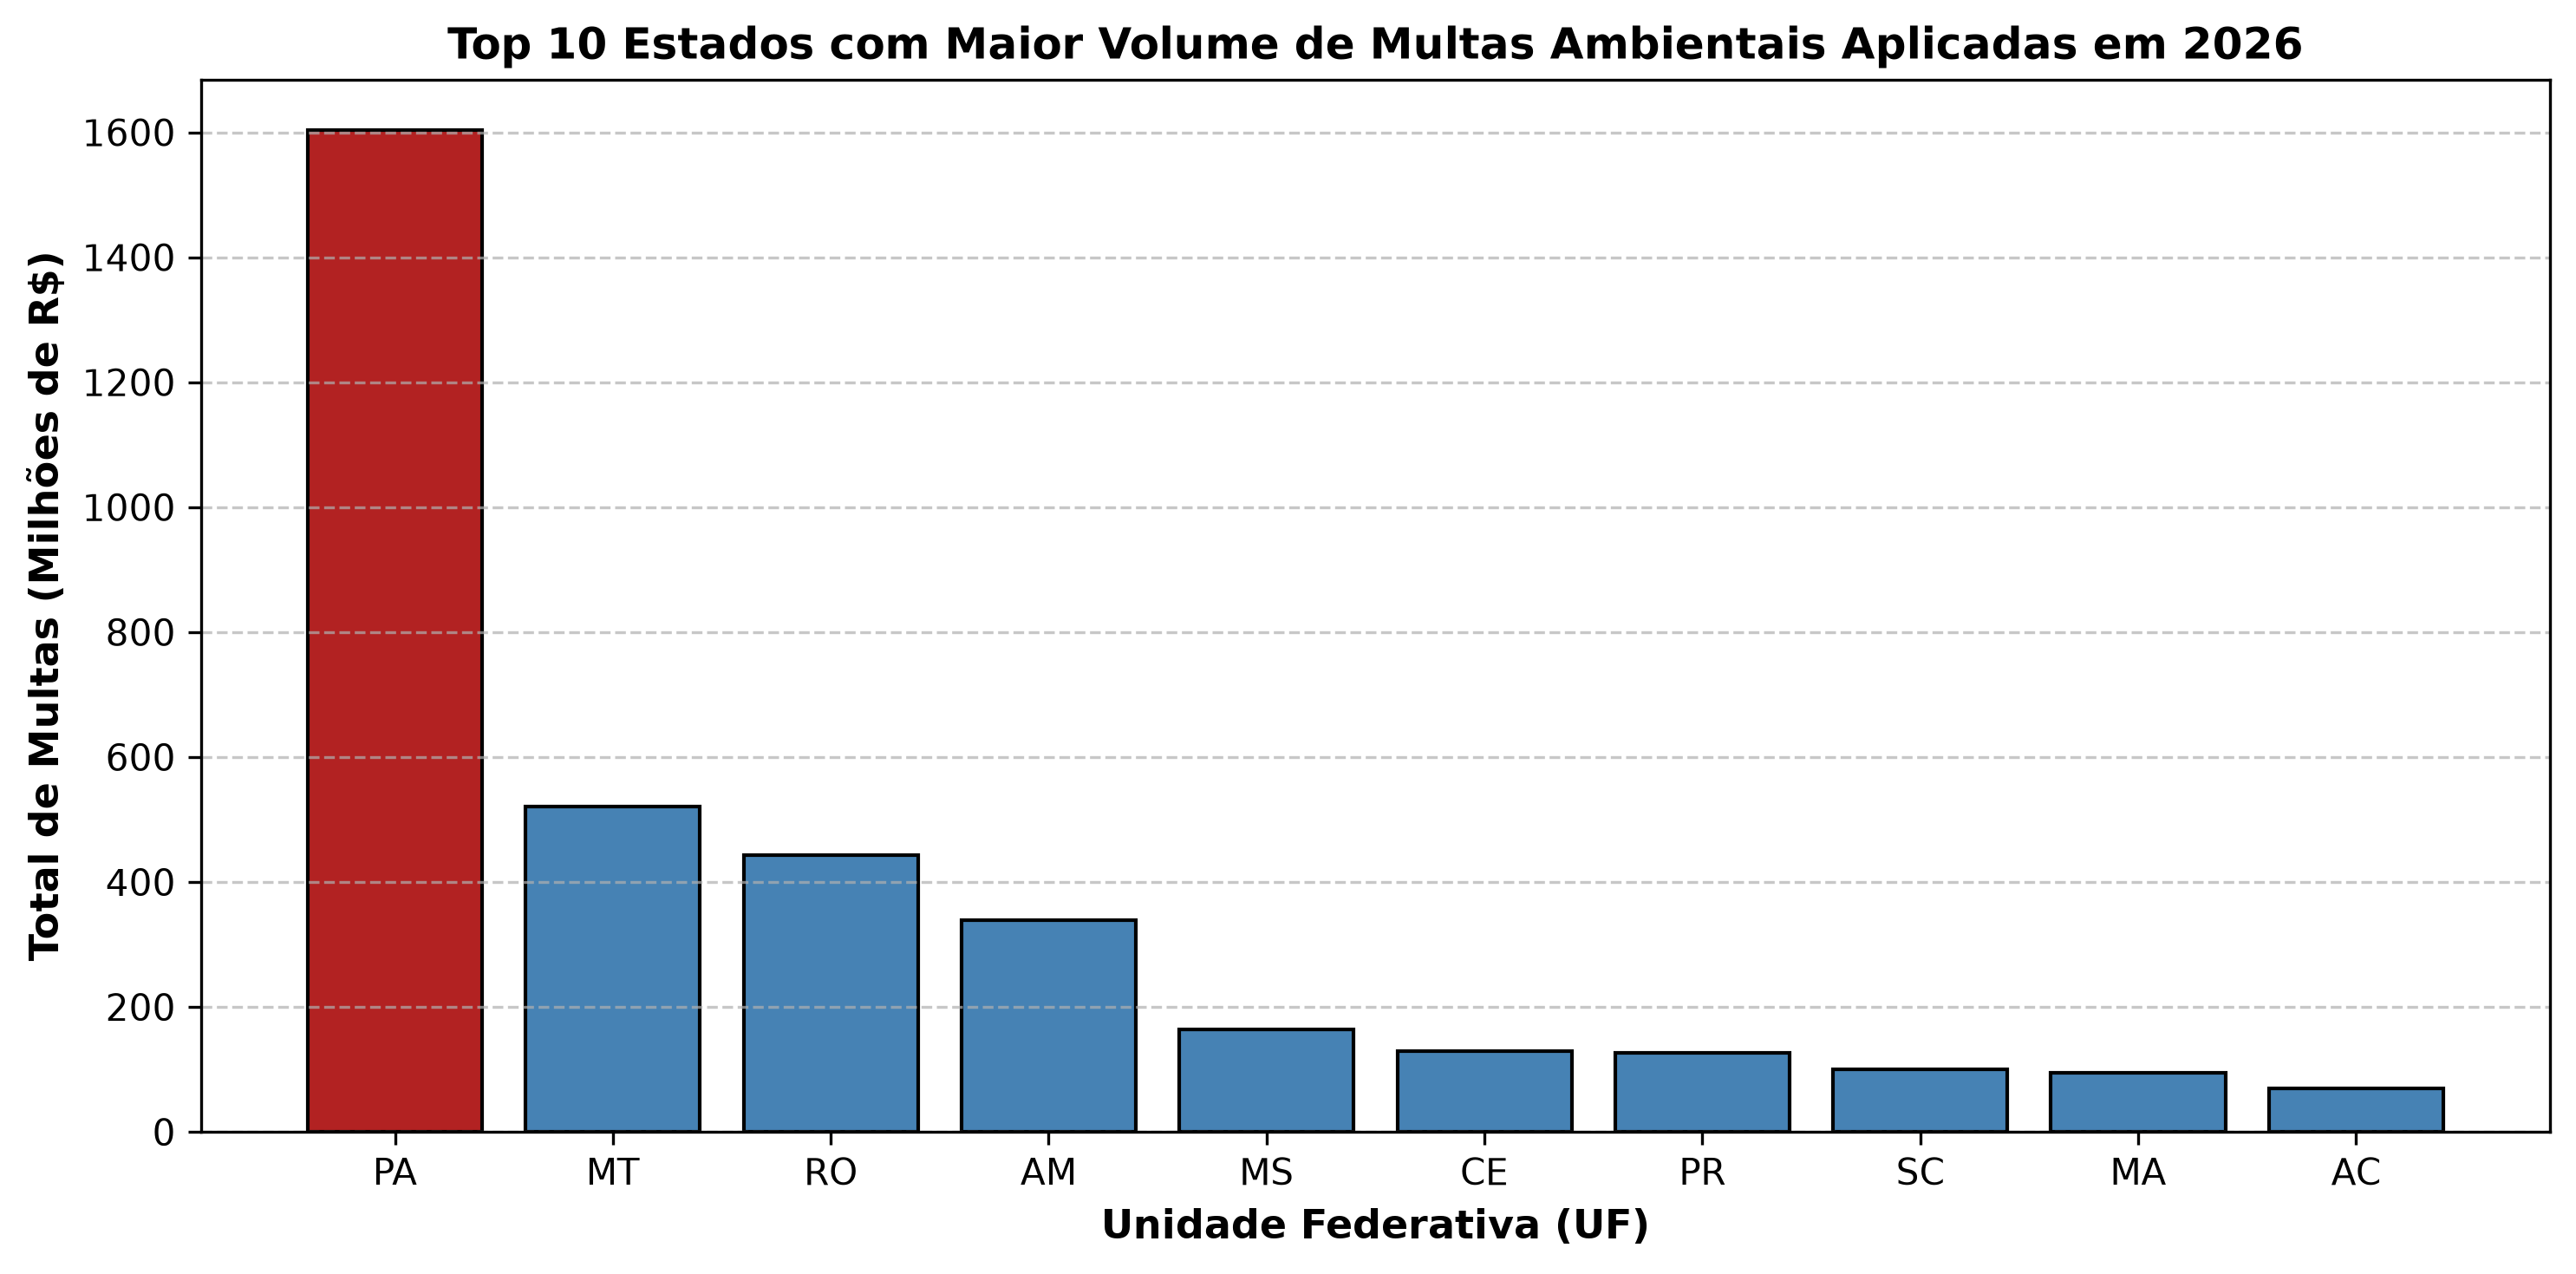 Top 10 Estados com Maior Volume de Multas Ambientais Aplicadas em 2026
Total de Multas (Milhões de R$)
1600
1400
1200
1000
800
600
400
200
0
PA MT RO AM MS CE PR SC MA AC
Unidade Federativa (UF)